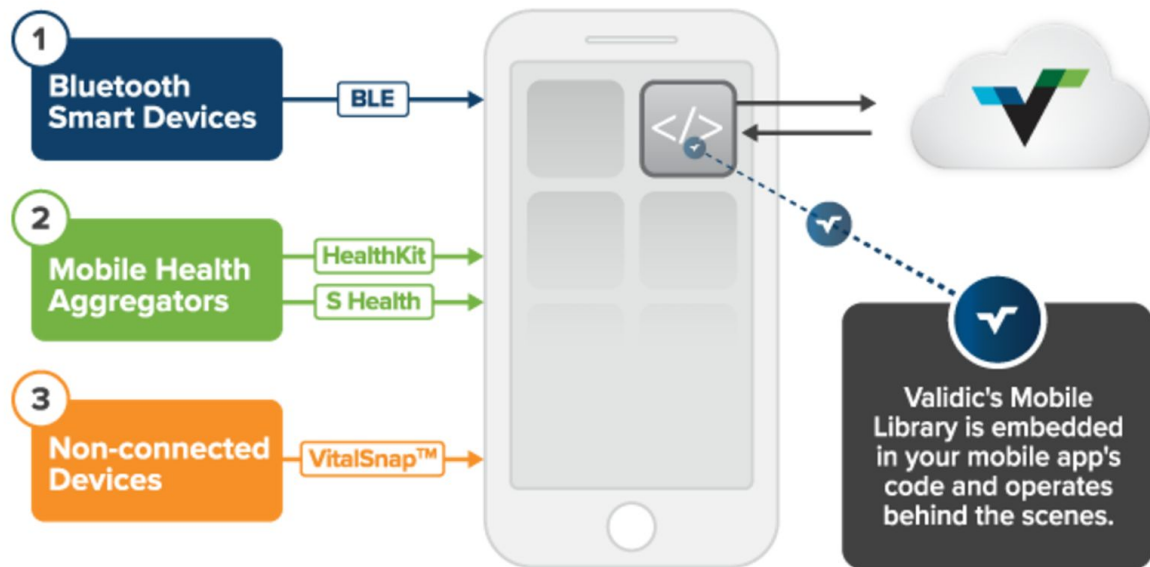 1
Bluetooth
Smart Devices
BLE
2
Mobile Health
Aggregators
HealthKit
S Health
3
Non-connected
Devices
VitalSnap™
</>
Validic's Mobile
Library is embedded
in your mobile app's
code and operates
behind the scenes.